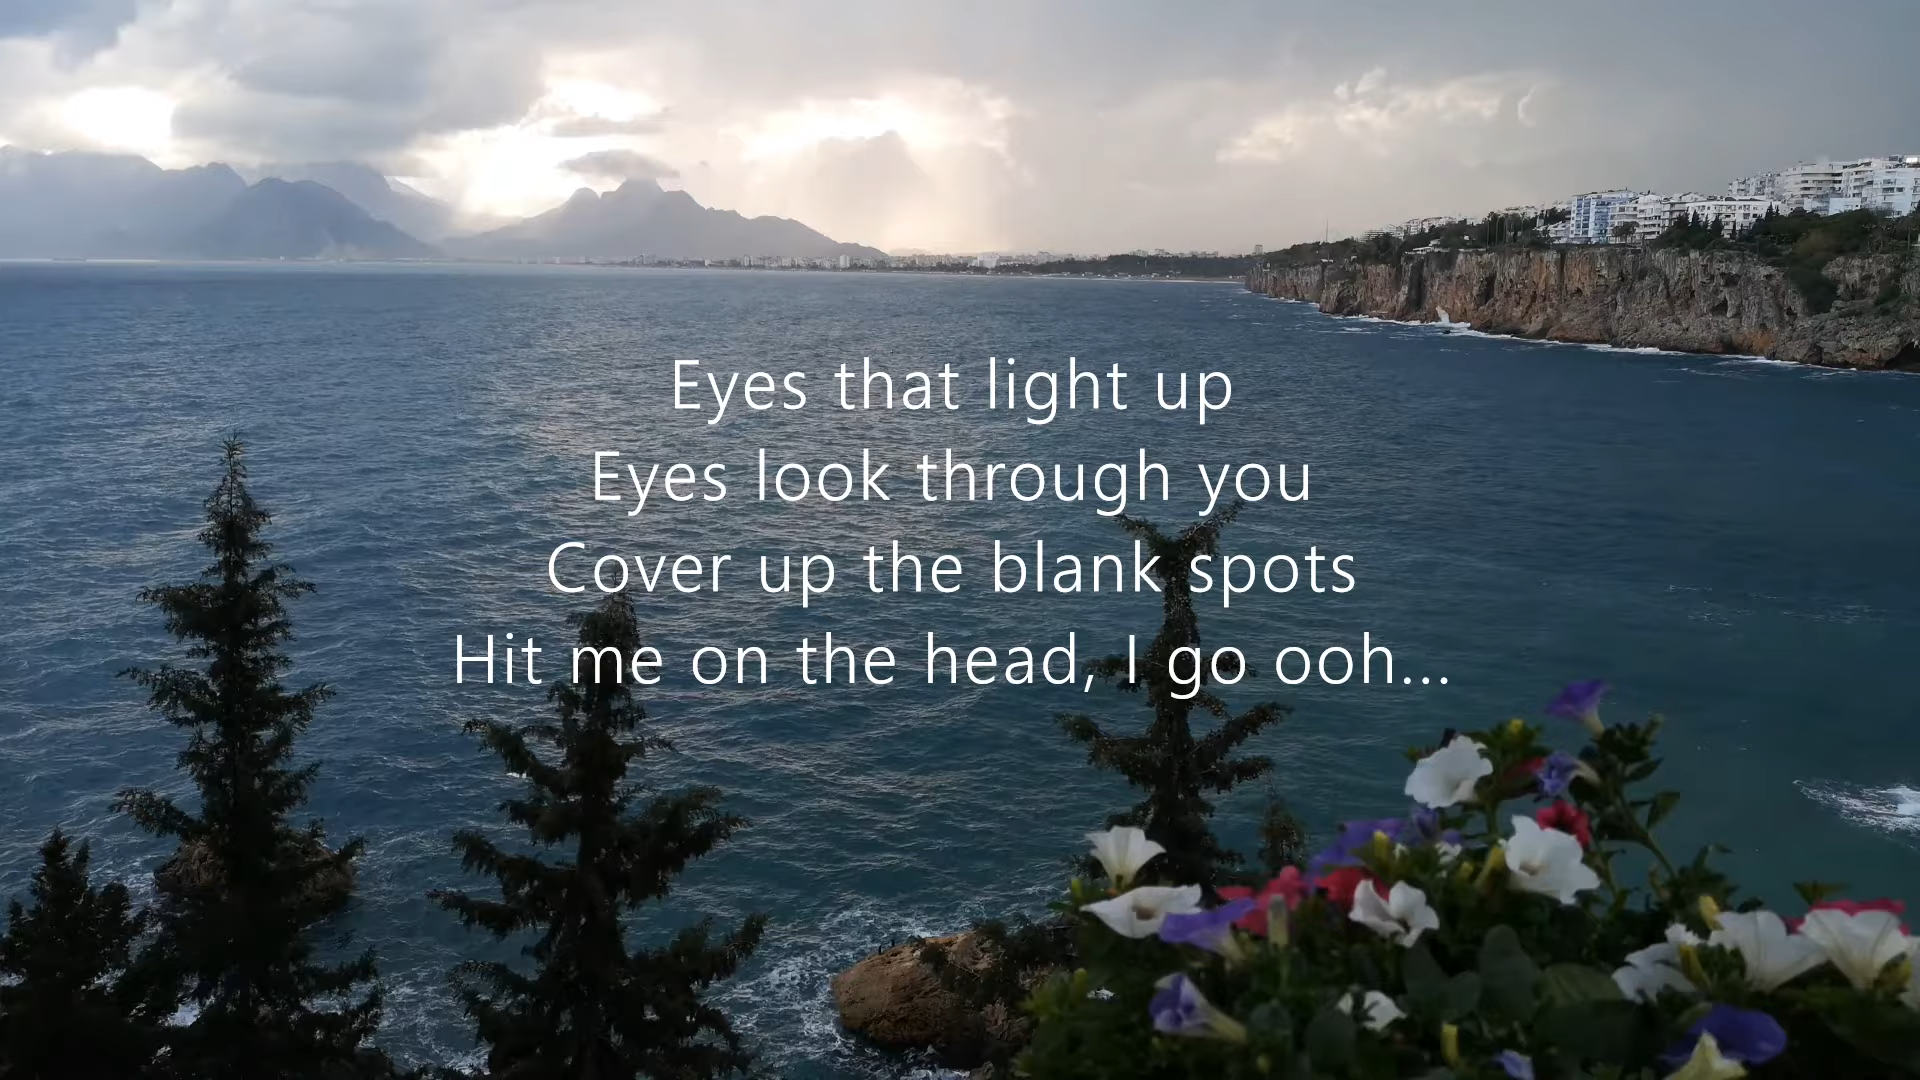 Eyes that light up
Eyes look through you
Cover up the blank spots
Hit me on the head, I go ooh...